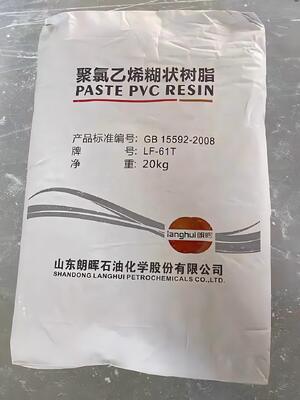 聚氯乙烯糊状树脂
PASTE PVC RESIN
产品标准编号: GB 15592-2008
牌 号: LF-61T
净 重: 20kg
langhui 朗晖
山东朗晖石油化学股份有限公司
SHANDONG LANGHUI PETROCHEMICALS CO.,LTD.